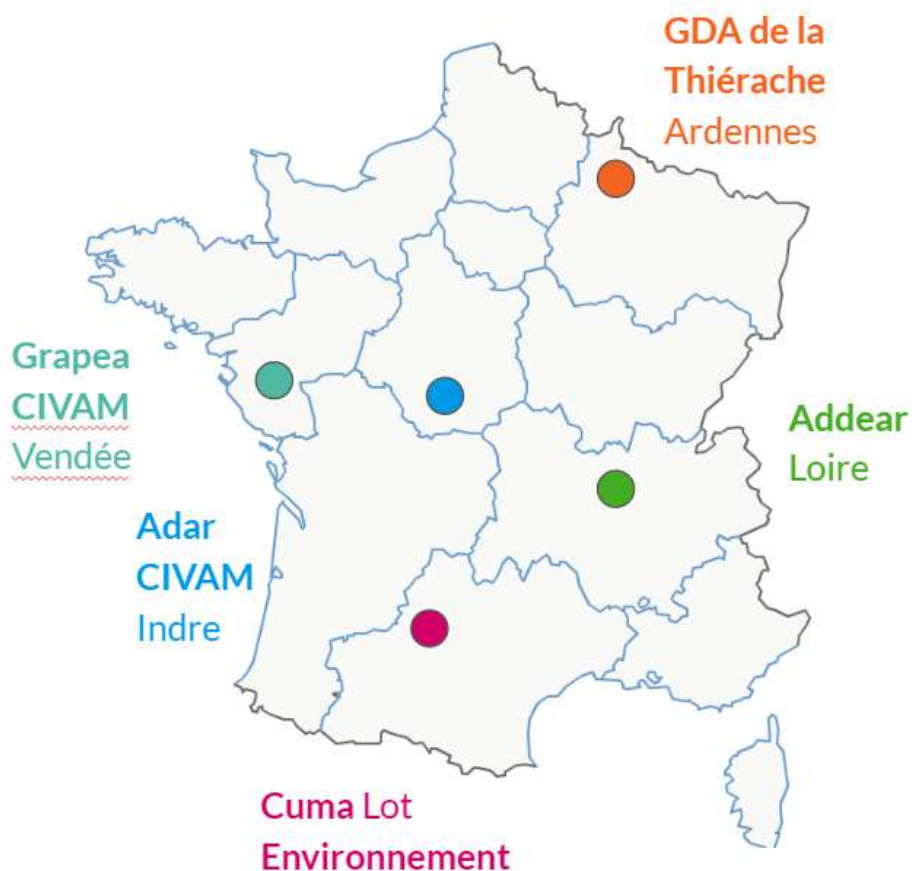 GDA de la
Thiérache
Ardennes
Grapea
CIVAM
Vendée
Addear
Loire
Adar
CIVAM
Indre
Cuma Lot
Environnement